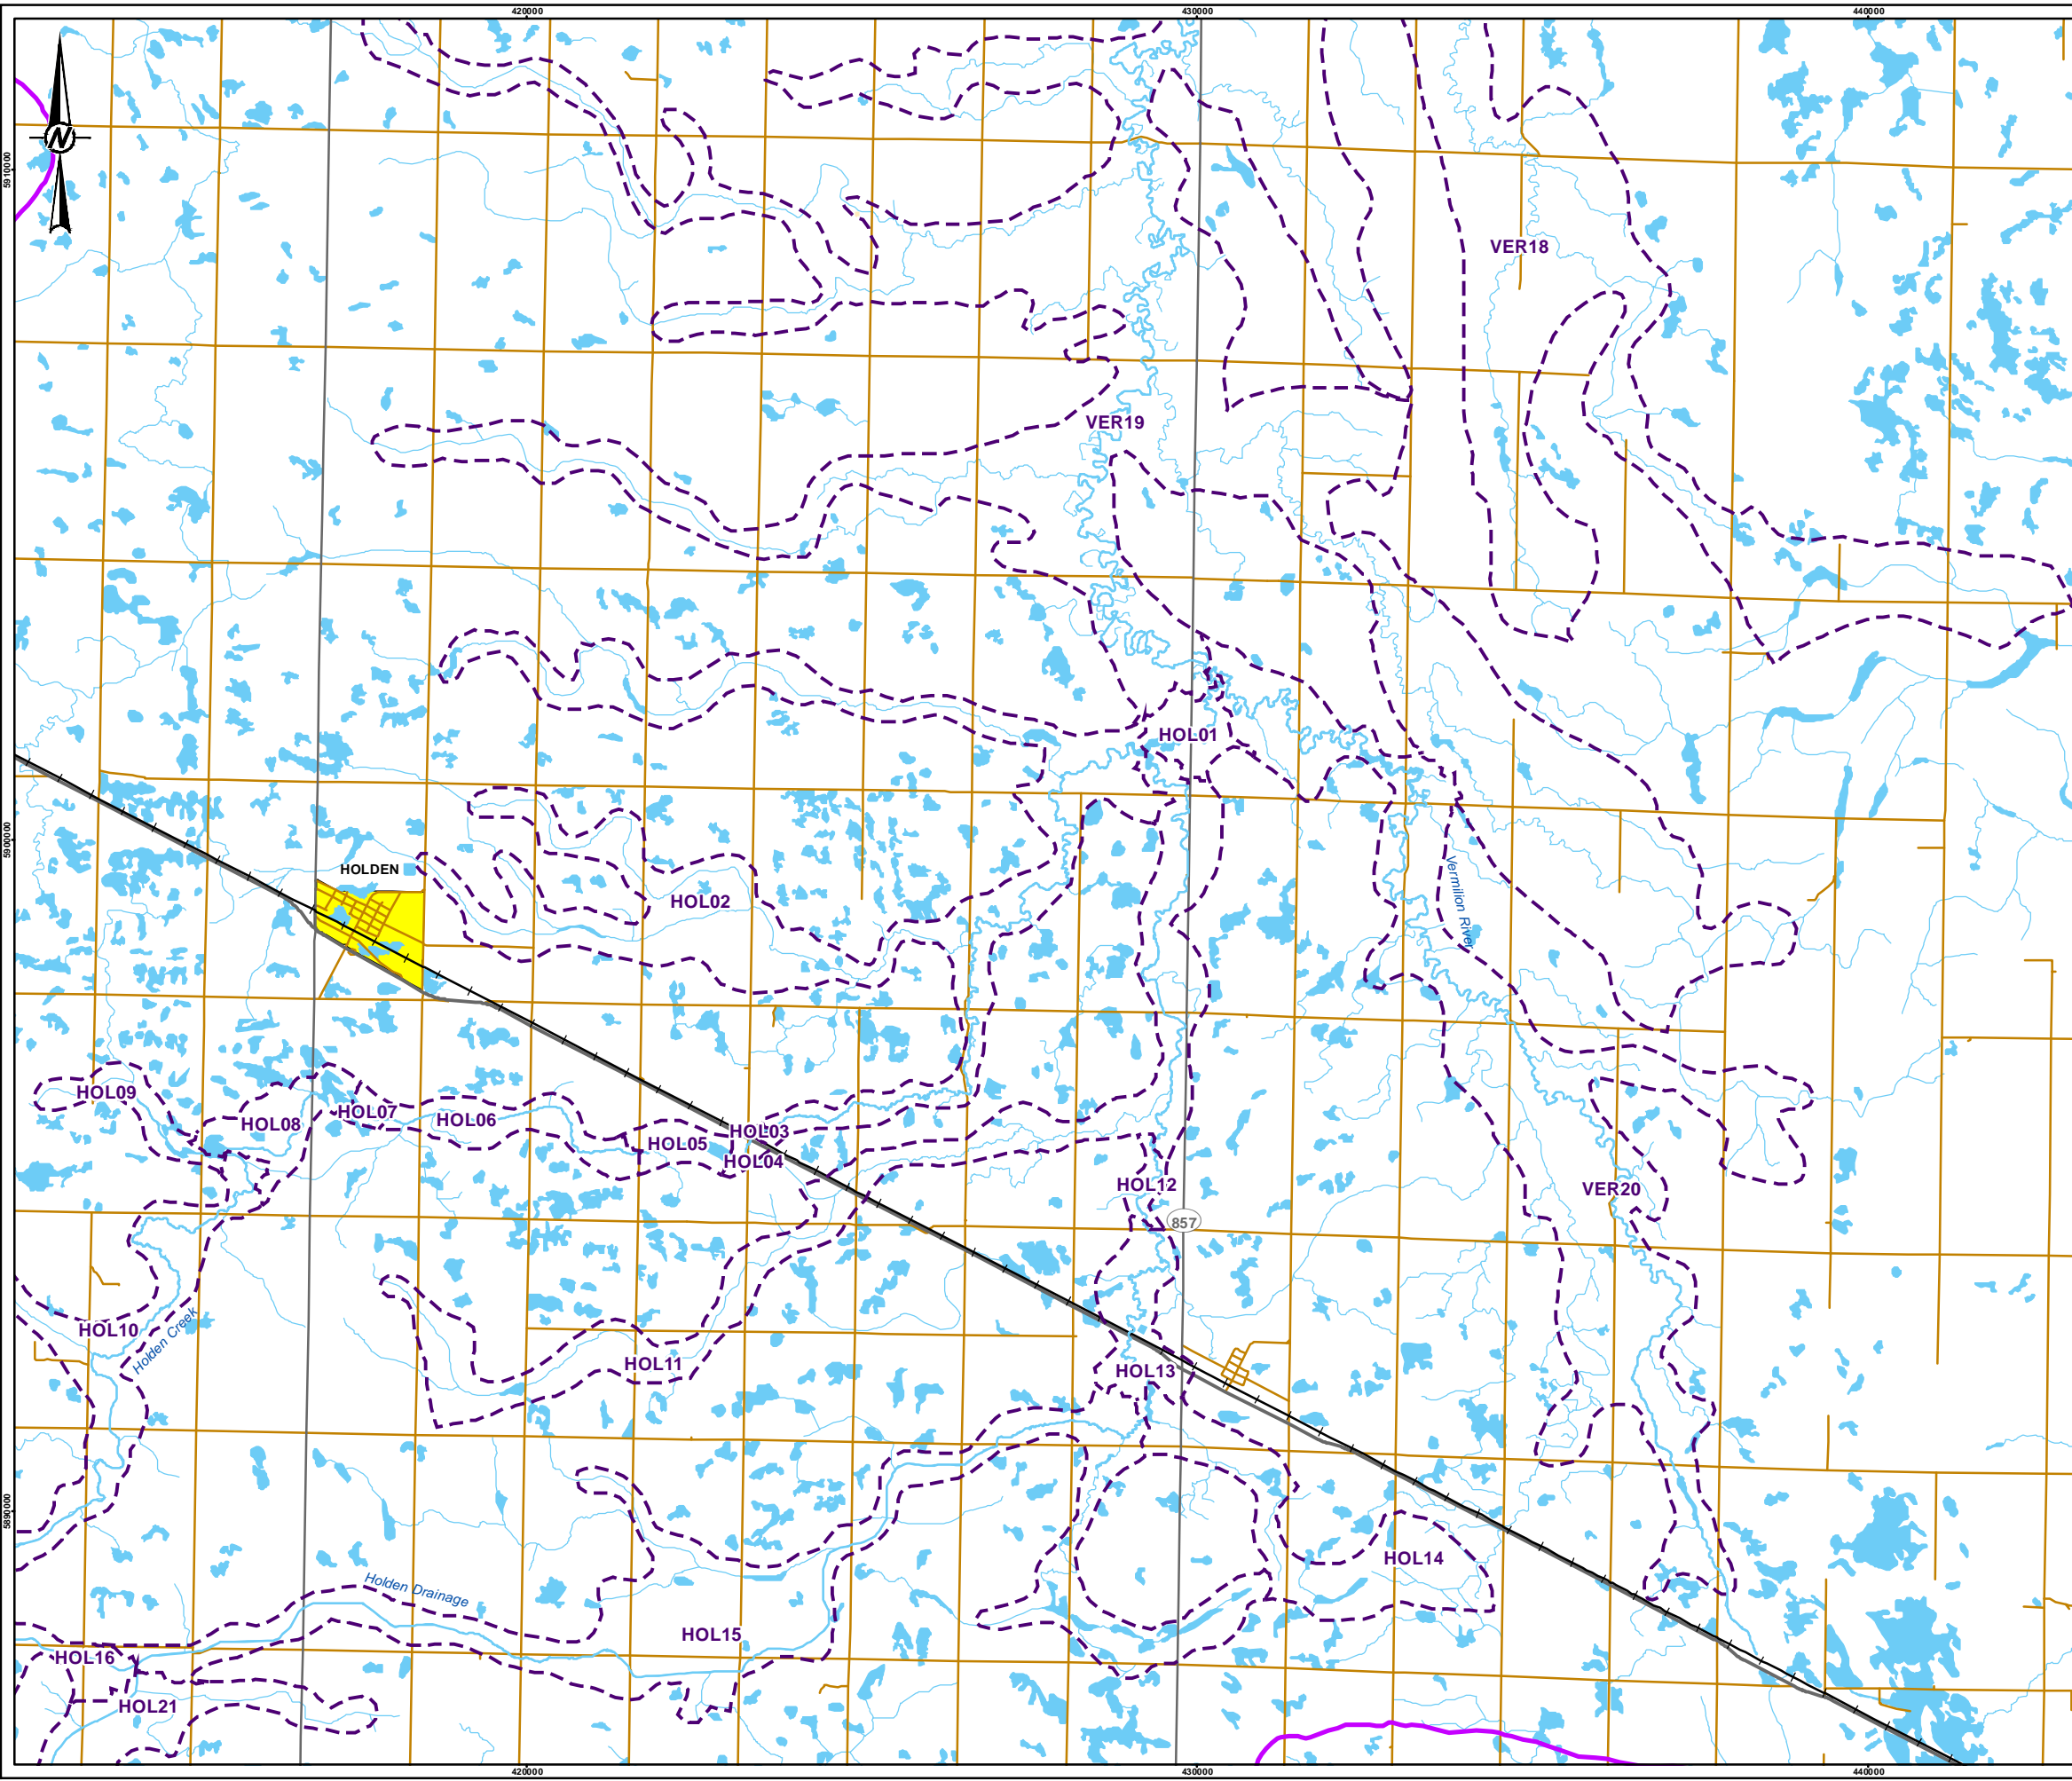 420000
430000
440000
5910000
N
VER18
VER19
HOL01
5900000
HOLDEN
Vermilion River
HOL02
HOL09
HOL07
HOL08
HOL06
HOL03
HOL05
HOL04
HOL12
VER20
857
HOL10
Holden Creek
HOL11
HOL13
5890000
HOL14
Holden Drainage
HOL15
HOL16
HOL21
420000
430000
440000